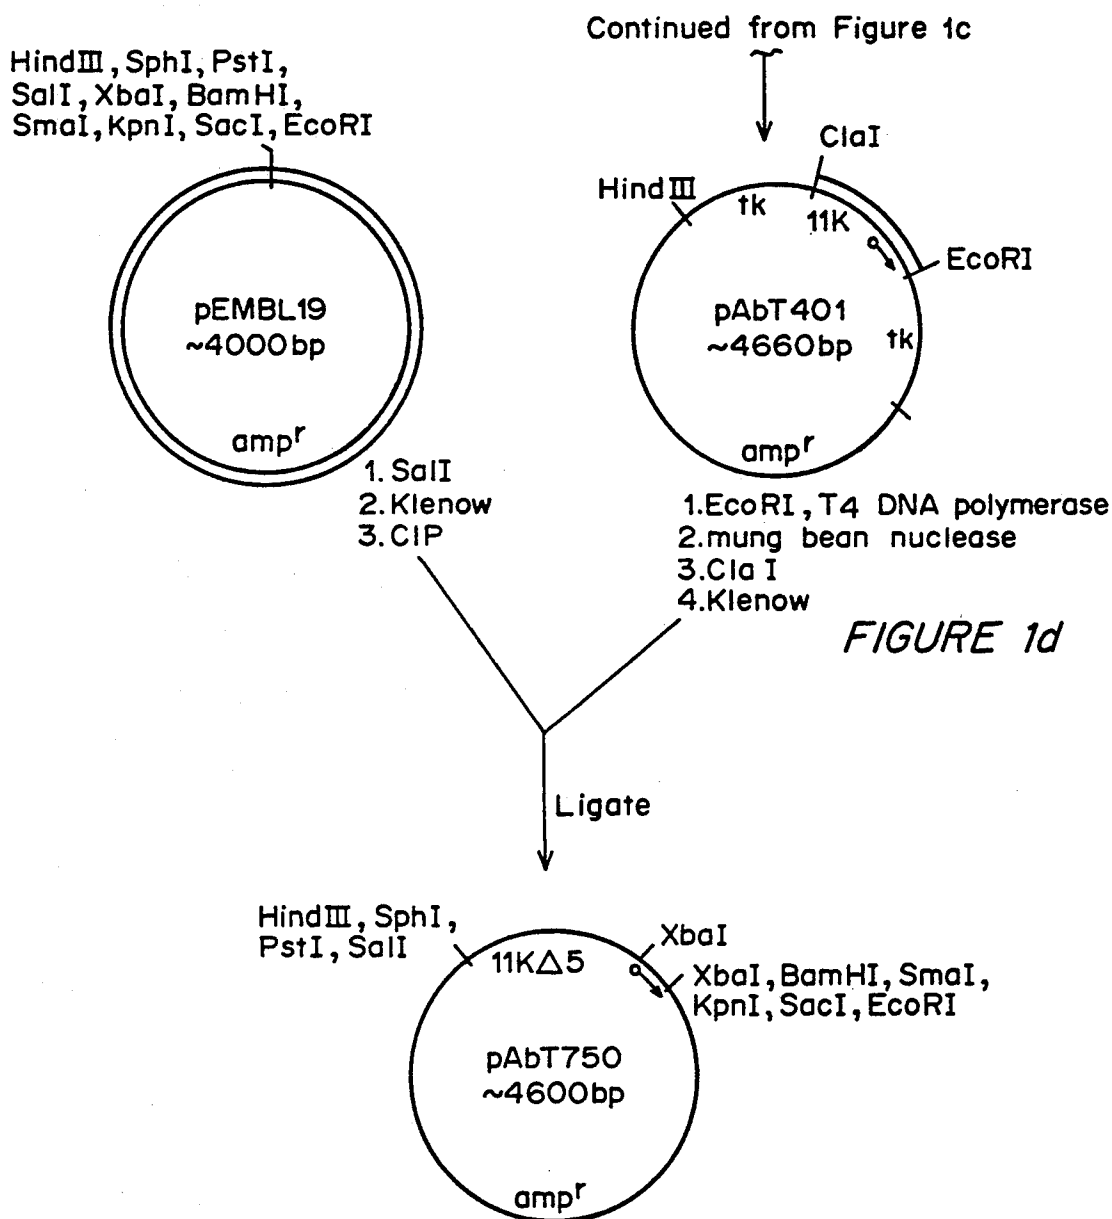 Continued from Figure 1c
HindIII, SphI, PstI,
SalI, XbaI, BamHI,
SmaI, KpnI, SacI, EcoRI
pEMBL19
~4000bp
ampr
ClaI
HindIII
tk
11K
EcoRI
pAbT401
~4660bp
tk
ampr
1. SalI
2. Klenow
3. CIP
1. EcoRI, T4 DNA polymerase
2. mung bean nuclease
3. Cla I
4. Klenow
FIGURE 1d
Ligate
HindIII, SphI,
PstI, SalI
11K△5
XbaI
XbaI, BamHI, SmaI,
KpnI, SacI, EcoRI
pAbT750
~4600bp
ampr